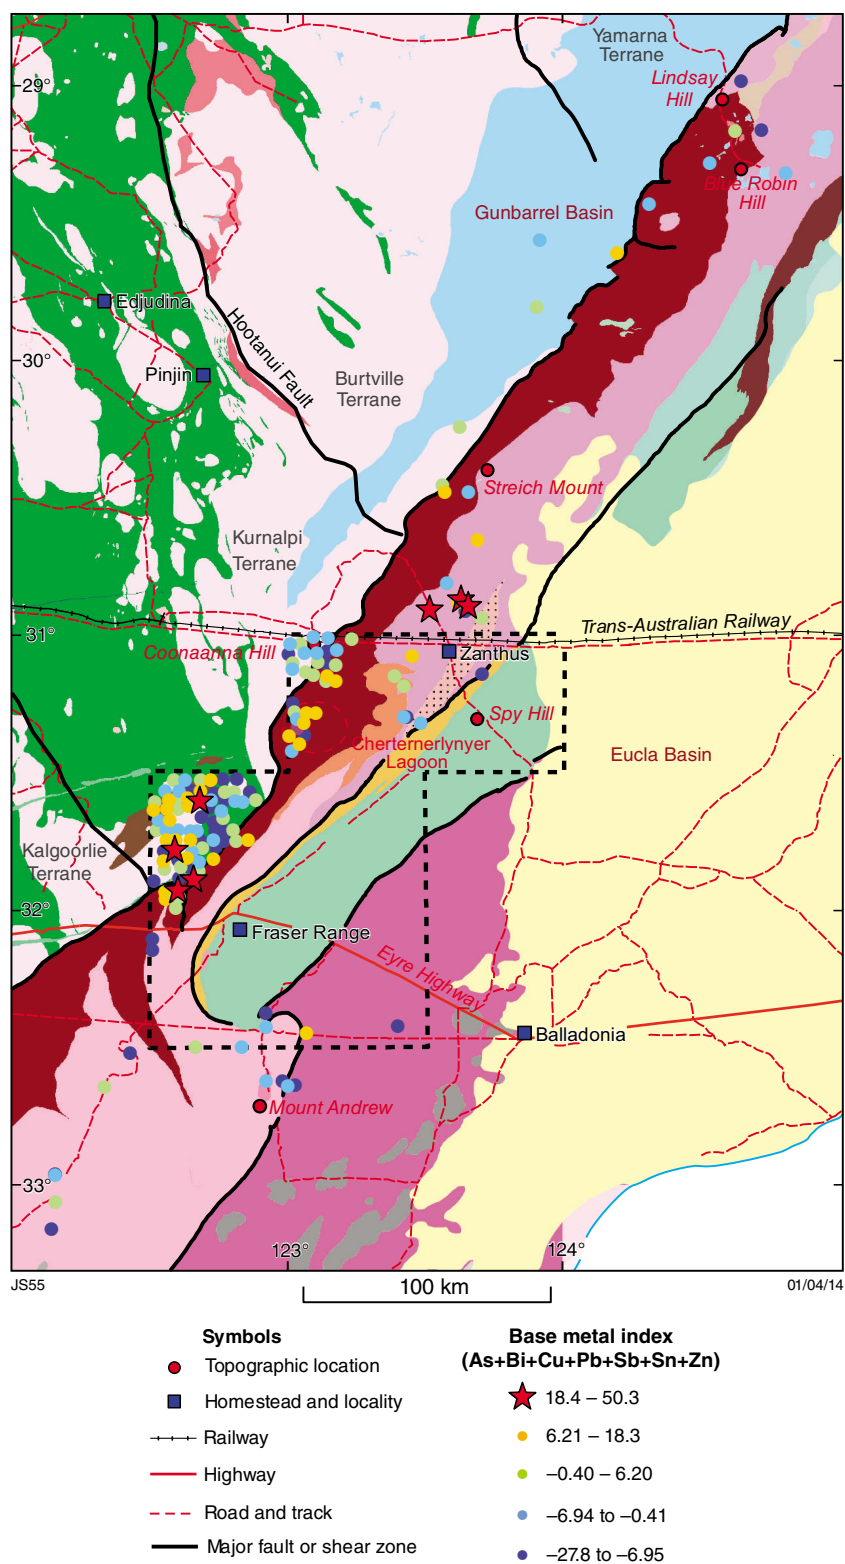 Yamarna
Terrane
29°
Lindsay
Hill
Blue Robin
Hill
Gunbarrel Basin
Edjudina
Hootanui Fault
30°
Pinjin
Burtville
Terrane
Streich Mount
Kurnalpi
Terrane
31°
Trans-Australian Railway
Coonaanna Hill
Zanthus
Spy Hill
Cherternerlynyer
Lagoon
Eucla Basin
Kalgoorlie
Terrane
32°
Fraser Range
Eyre Highway
Balladonia
Mount Andrew
33°
123°
124°
JS55
100 km
01/04/14
Symbols
Topographic location
Homestead and locality
Railway
Highway
Road and track
Major fault or shear zone
Base metal index
(As+Bi+Cu+Pb+Sb+Sn+Zn)
18.4 – 50.3
6.21 – 18.3
–0.40 – 6.20
–6.94 to –0.41
–27.8 to –6.95